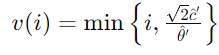 v(i) = min { i, √2ĉ′ / θ̂′ }